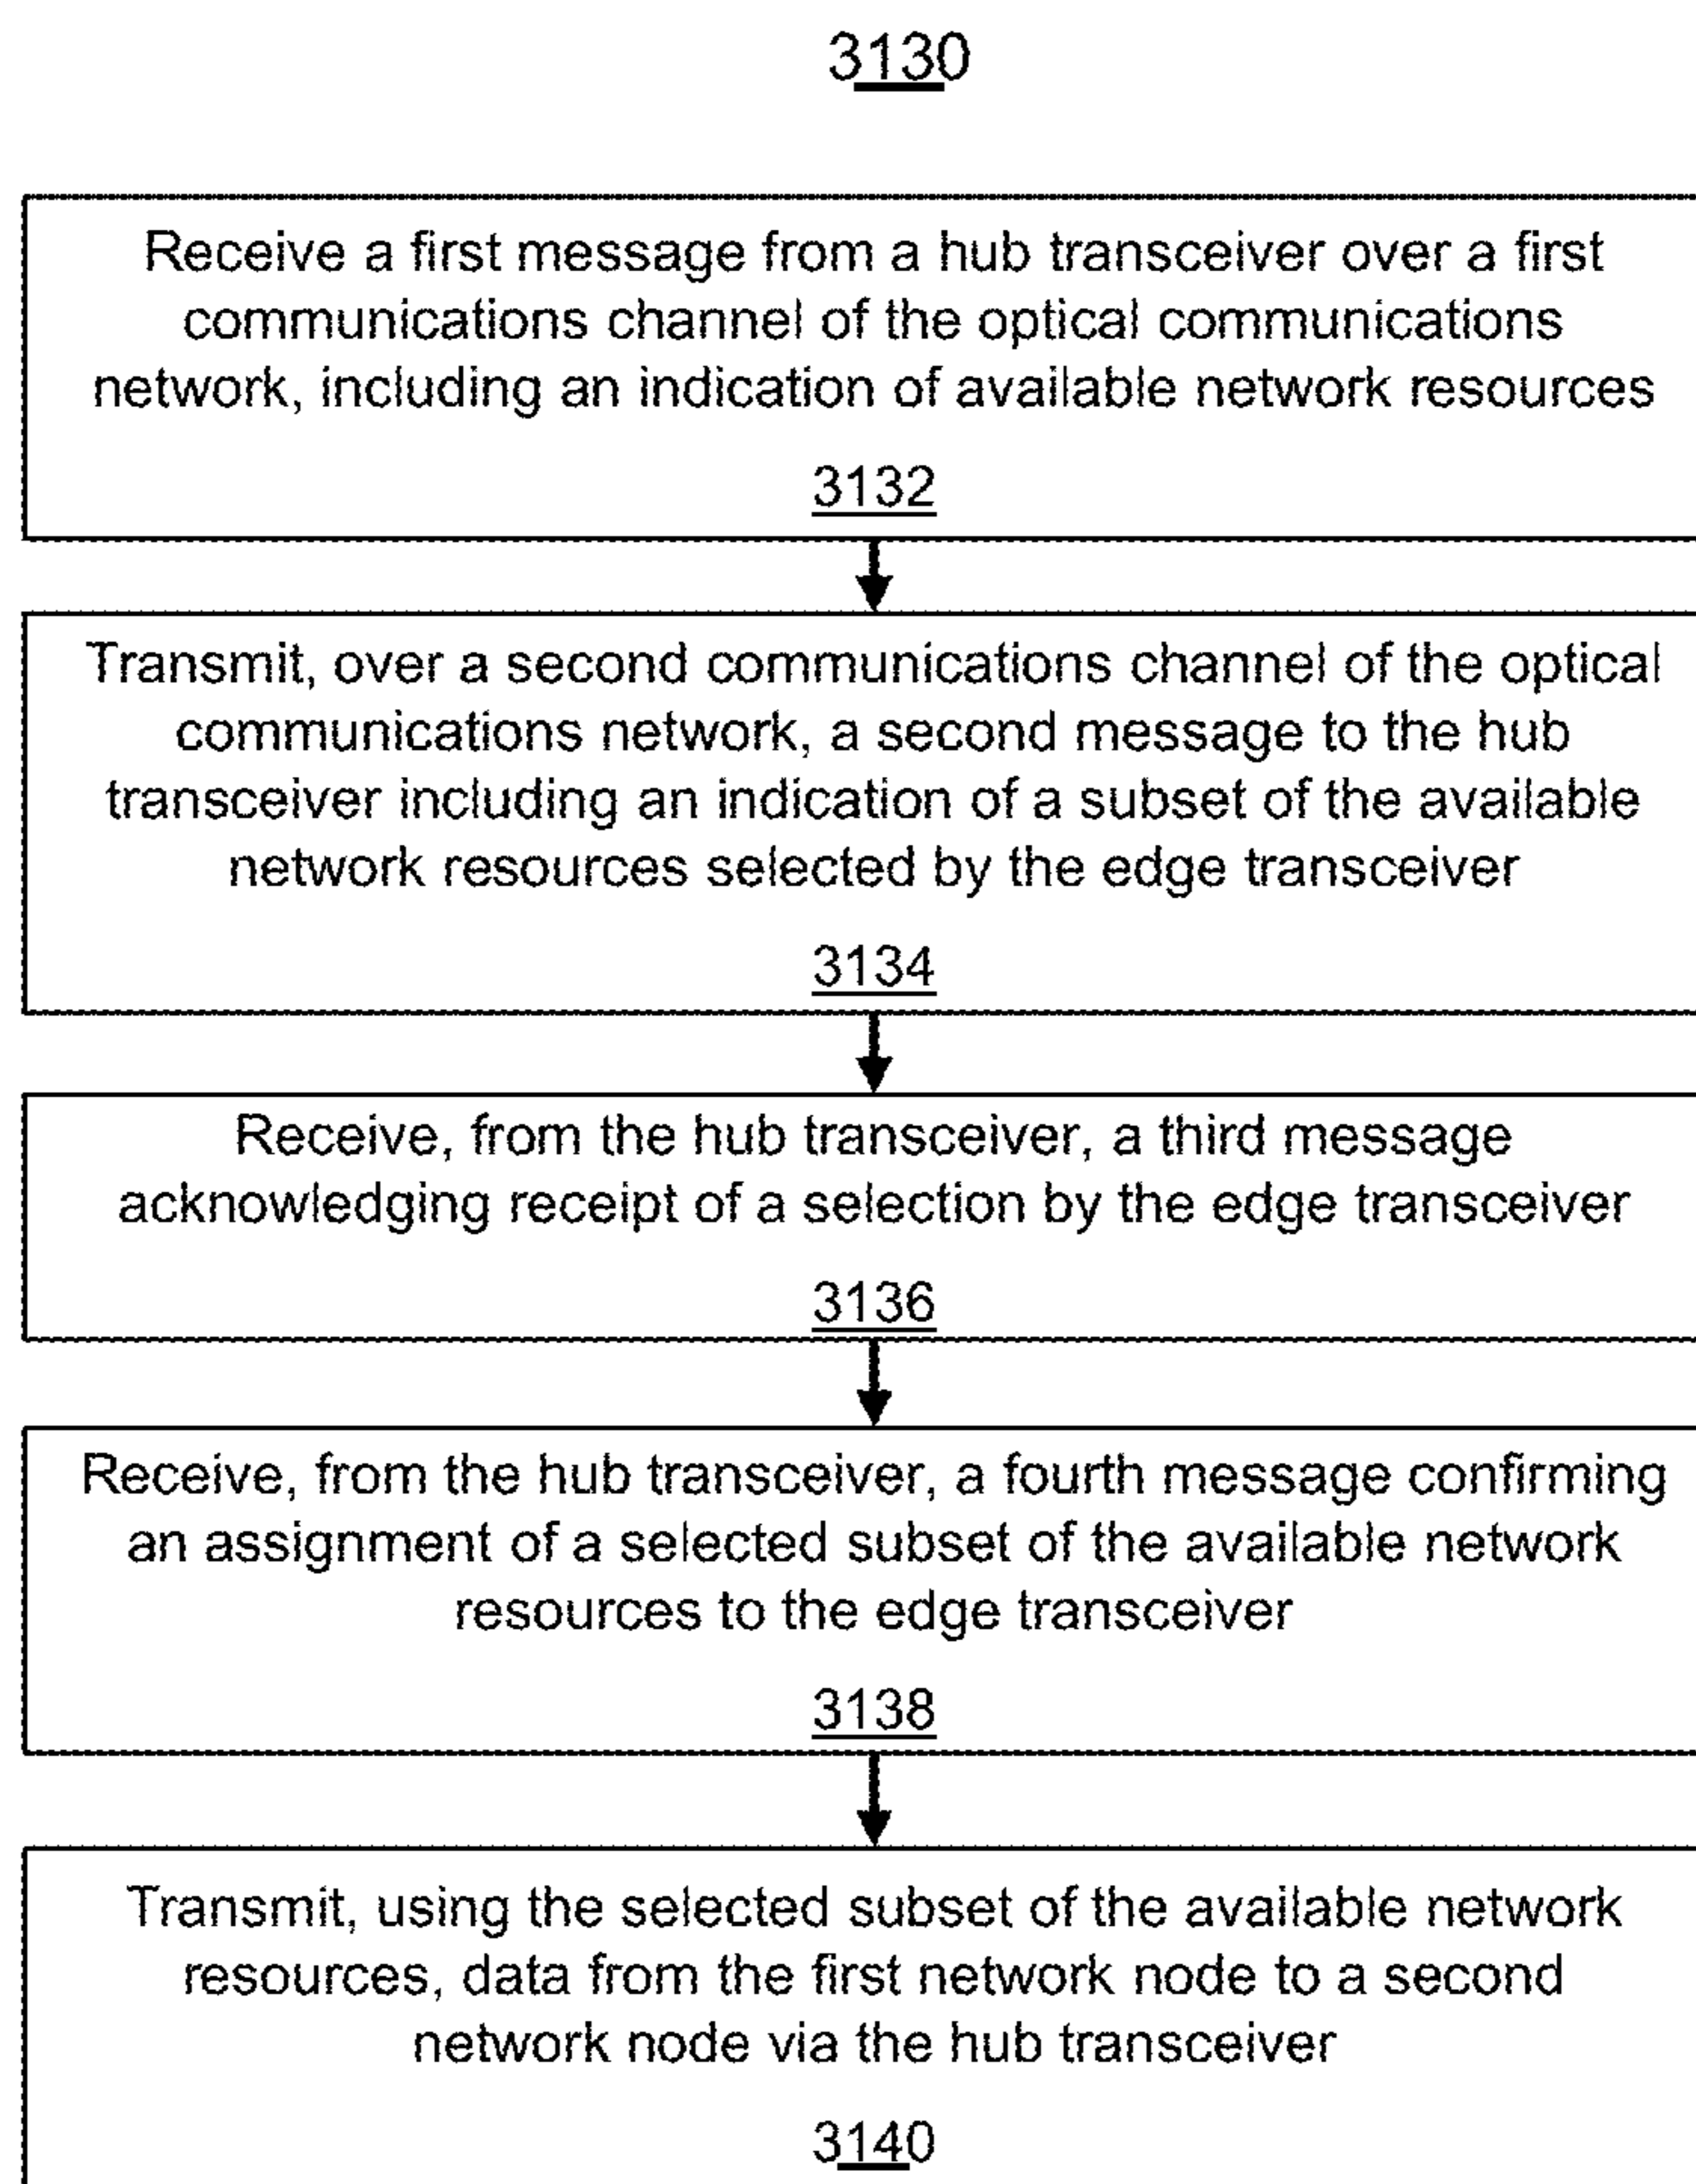 3130
Receive a first message from a hub transceiver over a first
communications channel of the optical communications
network, including an indication of available network resources
3132
Transmit, over a second communications channel of the optical
communications network, a second message to the hub
transceiver including an indication of a subset of the available
network resources selected by the edge transceiver
3134
Receive, from the hub transceiver, a third message
acknowledging receipt of a selection by the edge transceiver
3136
Receive, from the hub transceiver, a fourth message confirming
an assignment of a selected subset of the available network
resources to the edge transceiver
3138
Transmit, using the selected subset of the available network
resources, data from the first network node to a second
network node via the hub transceiver
3140